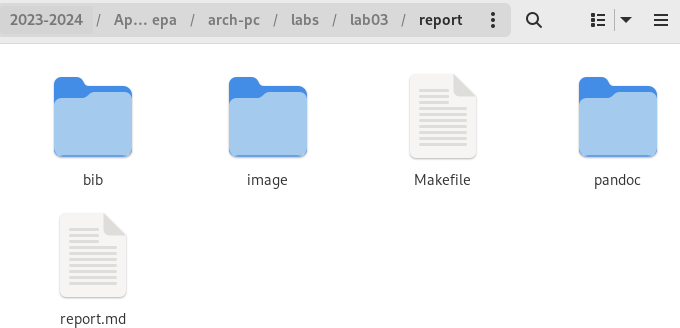 2023-2024 / Ap... epa / arch-pc / labs / lab03 / report
bib image Makefile pandoc
report.md